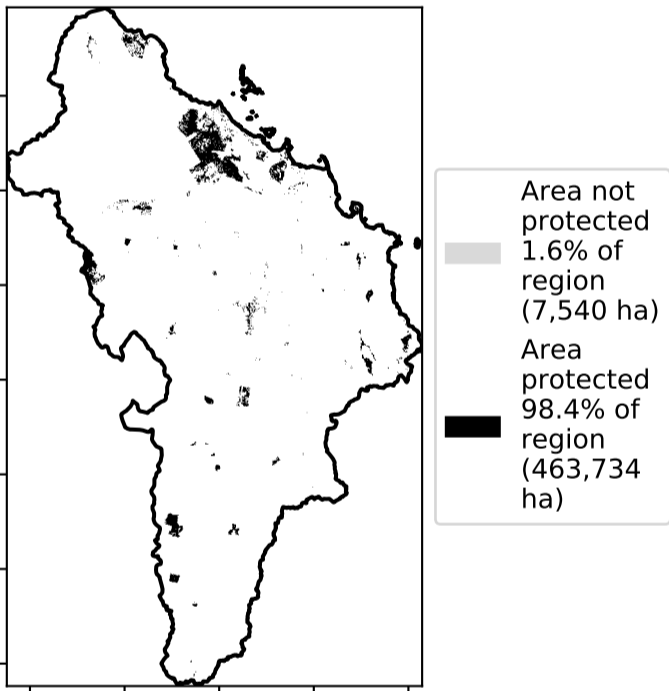 Area not
protected
1.6% of
region
(7,540 ha)
Area
protected
98.4% of
region
(463,734
ha)